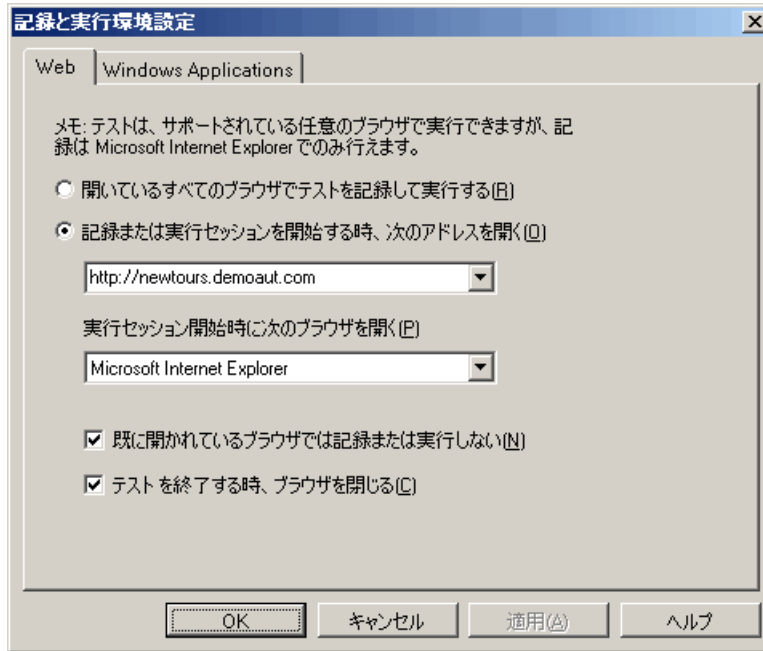 記録と実行環境設定
Web
Windows Applications
メモ: テストは、サポートされている任意のブラウザで実行できますが、記
録は Microsoft Internet Explorer でのみ行えます。
開いているすべてのブラウザでテストを記録して実行する(R)
記録または実行セッションを開始する時、次のアドレスを開く(O)
http://newtours.demoaut.com
実行セッション開始時に次のブラウザを開く(P)
Microsoft Internet Explorer
既に開かれているブラウザでは記録または実行しない(N)
テスト を終了する時、ブラウザを閉じる(C)
OK
キャンセル
適用(A)
ヘルプ